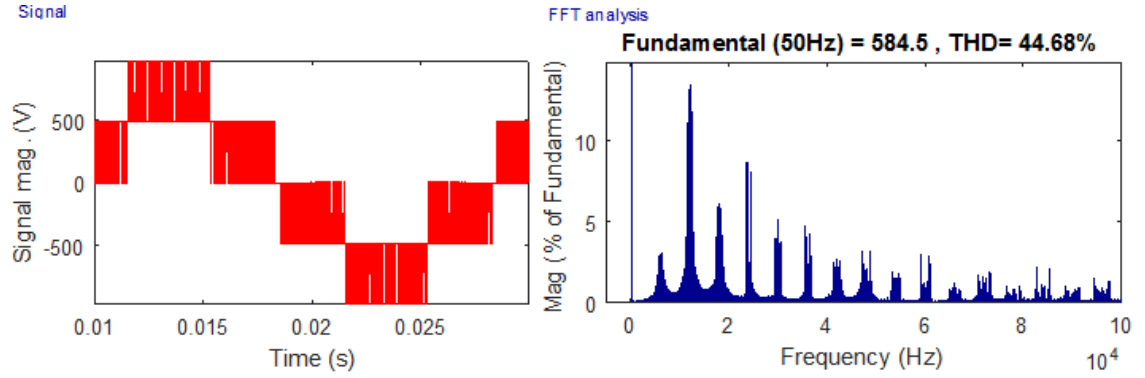 Signal
500
0
-500
Signal mag. (V)
0.01
0.015
0.02
0.025
Time (s)
FFT analysis
Fundamental (50Hz) = 584.5 , THD= 44.68%
10
5
0
Mag (% of Fundamental)
0
2
4
6
8
10
10^4
Frequency (Hz)